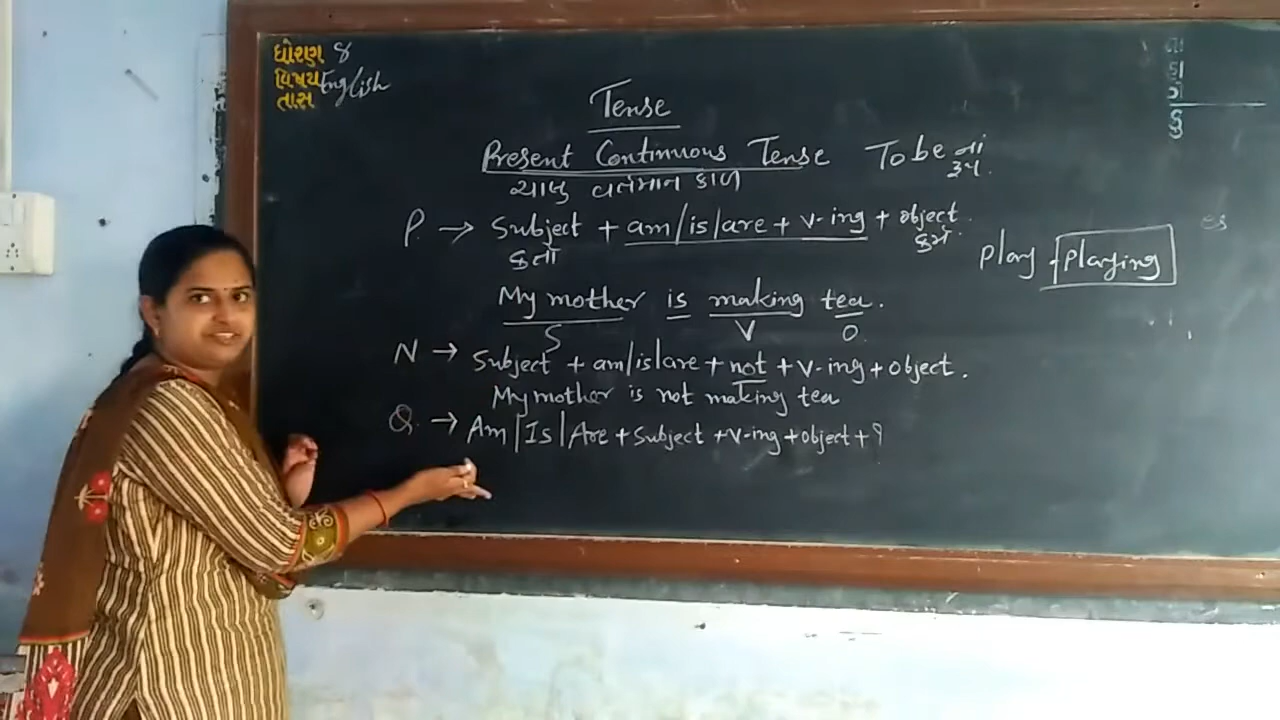 ધોરણ 8
વિષય English
તાસ
Tense
Present Continuous Tense To be નાં રૂપ.
ચાલુ વર્તમાન કાળ
P. → Subject + am/is/are + v-ing + object.
કર્તા કર્મ
play - playing
es
My mother is making tea.
S V O
N → Subject + am/is/are + not + v-ing + object.
My mother is not making tea
Q. → Am/Is/Are + Subject + v-ing + object + ?